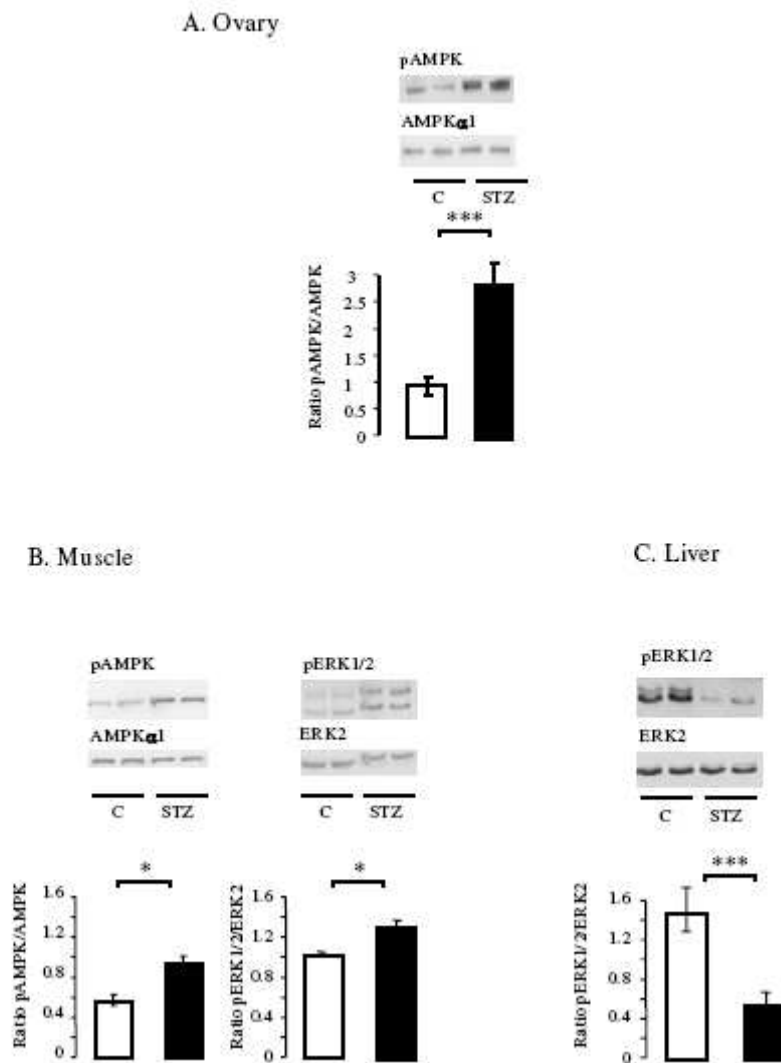 A. Ovary
pAMPK
AMPKα1
C STZ
***
Ratio pAMPK/AMPK
3
2.5
2
1.5
1
0.5
0
B. Muscle
pAMPK
AMPKα1
C STZ
*
Ratio pAMPK/AMPK
1.6
1.2
0.8
0.4
0
pERK1/2
ERK2
C STZ
*
Ratio pERK1/2/ERK2
1.6
1.2
0.8
0.4
0
C. Liver
pERK1/2
ERK2
C STZ
***
Ratio pERK1/2/ERK2
1.6
1.2
0.8
0.4
0